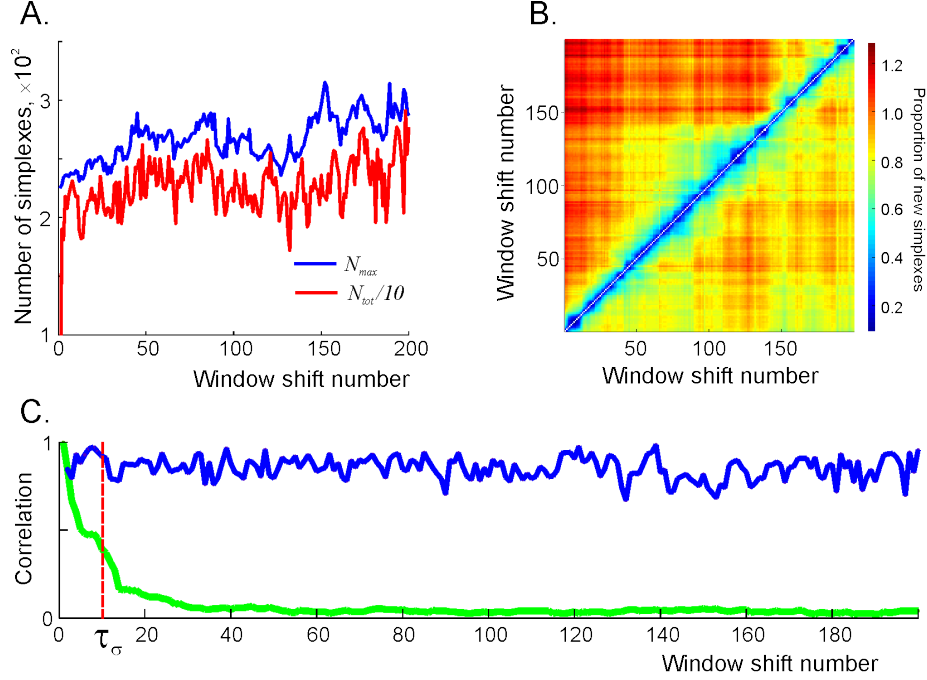 A.
Number of simplexes, ×10²
3
2
1
0
50
100
150
200
Window shift number
N_max
N_tot/10
B.
Window shift number
150
100
50
50
100
150
Window shift number
1.2
1.0
0.8
0.6
0.4
0.2
Proportion of new simplexes
C.
Correlation
1
0
0
20
40
60
80
100
120
140
160
180
τ_σ
Window shift number